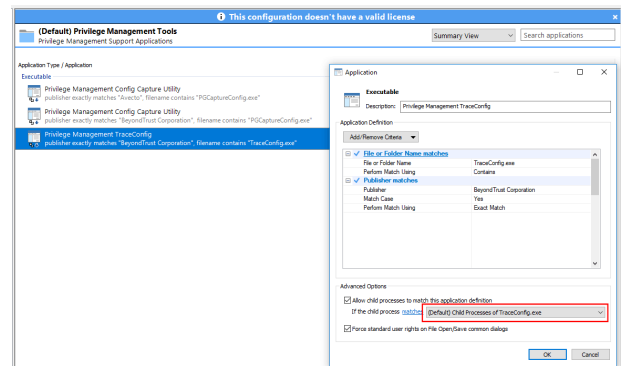 This configuration doesn't have a valid license
(Default) Privilege Management Tools
Privilege Management Support Applications
Summary View
Search applications
Application Type / Application
Executable
Privilege Management Config Capture Utility
publisher exactly matches "Avecto", filename contains "PGCaptureConfig.exe"
Privilege Management Config Capture Utility
publisher exactly matches "BeyondTrust Corporation", filename contains "PGCaptureConfig.exe"
Privilege Management TraceConfig
publisher exactly matches "BeyondTrust Corporation", filename contains "TraceConfig.exe"
Application
Executable
Description: Privilege Management TraceConfig
Application Definition
Add/Remove Criteria
File or Folder Name matches
File or Folder Name TraceConfig.exe
Perform Match Using Contains
Publisher matches
Publisher BeyondTrust Corporation
Match Case Yes
Perform Match Using Exact Match
Advanced Options
Allow child processes to match this application definition
If the child process matches (Default) Child Processes of TraceConfig.exe
Force standard user rights on File Open/Save common dialogs
OK Cancel